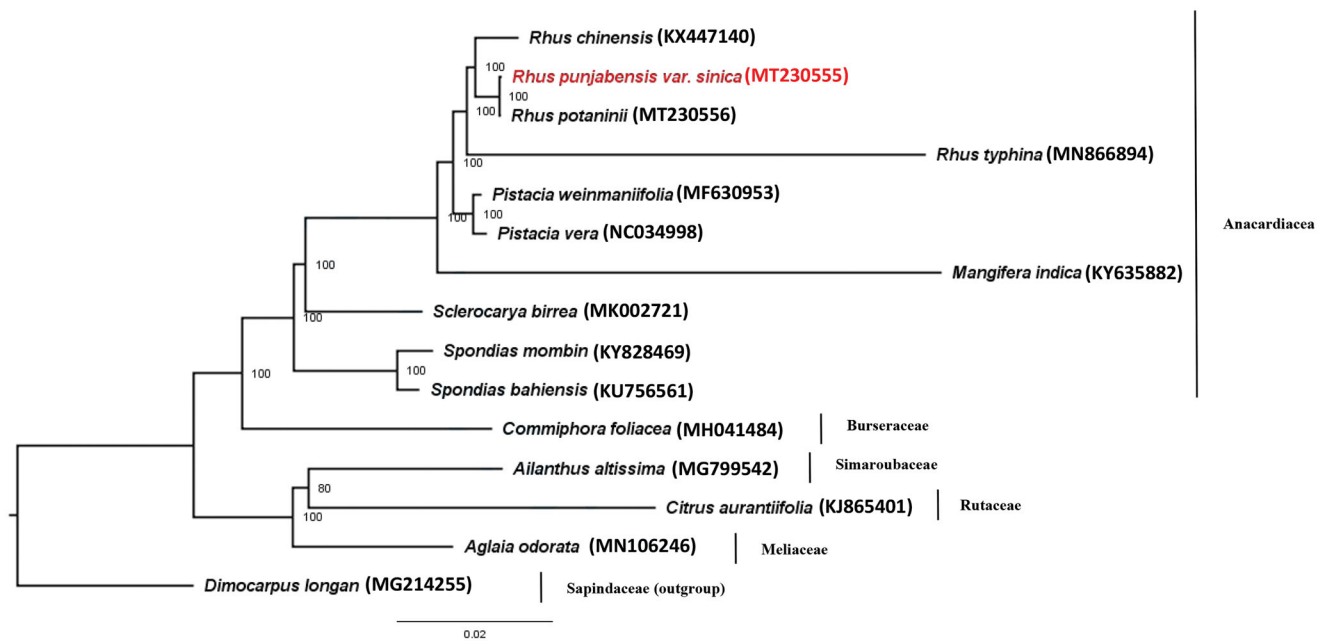 Rhus chinensis (KX447140)
100
Rhus punjabensis var. sinica (MT230555)
100
100
Rhus potaninii (MT230556)
Rhus typhina (MN866894)
100
Pistacia weinmaniifolia (MF630953)
100
100
Pistacia vera (NC034998)
Anacardiacea
Mangifera indica (KY635882)
100
Sclerocarya birrea (MK002721)
100
Spondias mombin (KY828469)
100
100
Spondias bahiensis (KU756561)
Commiphora foliacea (MH041484)
Burseraceae
Ailanthus altissima (MG799542)
Simaroubaceae
80
Citrus aurantiifolia (KJ865401)
Rutaceae
100
Aglaia odorata (MN106246)
Meliaceae
Dimocarpus longan (MG214255)
Sapindaceae (outgroup)
0.02